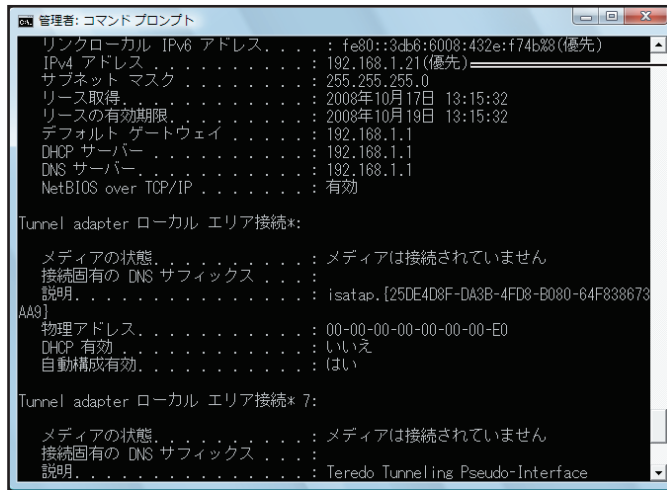 管理者: コマンド プロンプト
リンクローカル IPv6 アドレス. . . . . : fe80::3db6:6008:432e:f74b%8(優先)
IPv4 アドレス . . . . . . . . . . . . : 192.168.1.21(優先)
サブネット マスク . . . . . . . . . . : 255.255.255.0
リース取得. . . . . . . . . . . . . . : 2008年10月17日 13:15:32
リースの有効期限. . . . . . . . . . . : 2008年10月19日 13:15:32
デフォルト ゲートウェイ . . . . . . . : 192.168.1.1
DHCP サーバー . . . . . . . . . . . . : 192.168.1.1
DNS サーバー. . . . . . . . . . . . . : 192.168.1.1
NetBIOS over TCP/IP . . . . . . . . . : 有効
Tunnel adapter ローカル エリア接続*:
メディアの状態. . . . . . . . . . . . : メディアは接続されていません
接続固有の DNS サフィックス . . . . . :
説明. . . . . . . . . . . . . . . . . : isatap.{25DE4D8F-DA3B-4FD8-B080-64F838673
AA9}
物理アドレス. . . . . . . . . . . . . : 00-00-00-00-00-00-00-E0
DHCP 有効 . . . . . . . . . . . . . . : いいえ
自動構成有効. . . . . . . . . . . . . : はい
Tunnel adapter ローカル エリア接続* 7:
メディアの状態. . . . . . . . . . . . : メディアは接続されていません
接続固有の DNS サフィックス . . . . . :
説明. . . . . . . . . . . . . . . . . : Teredo Tunneling Pseudo-Interface